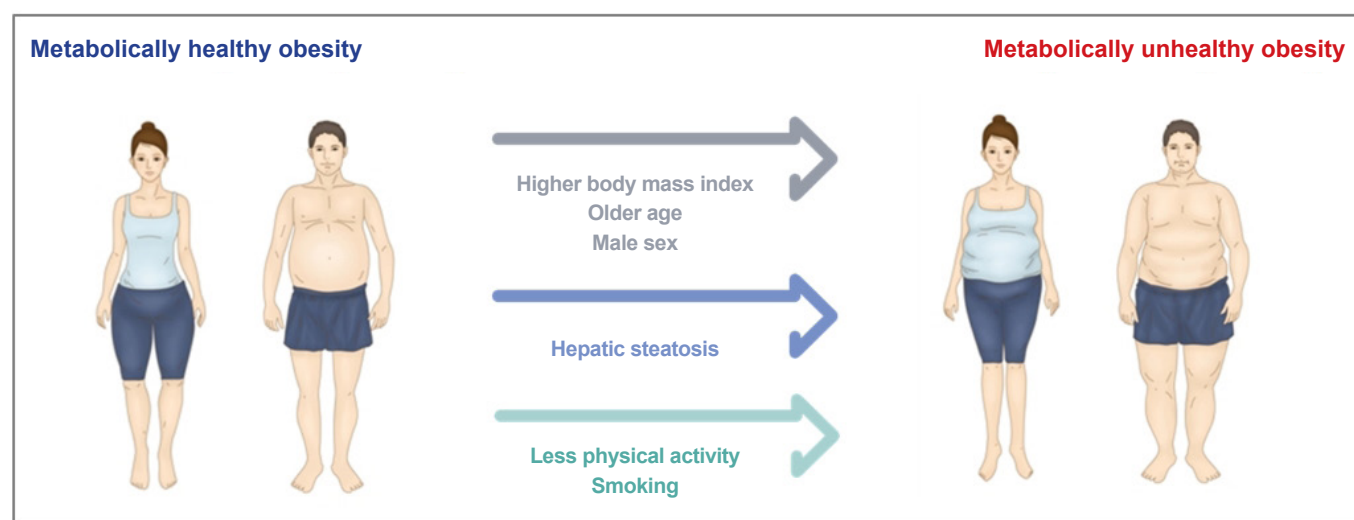 Metabolically healthy obesity
Metabolically unhealthy obesity
Higher body mass index
Older age
Male sex
Hepatic steatosis
Less physical activity
Smoking